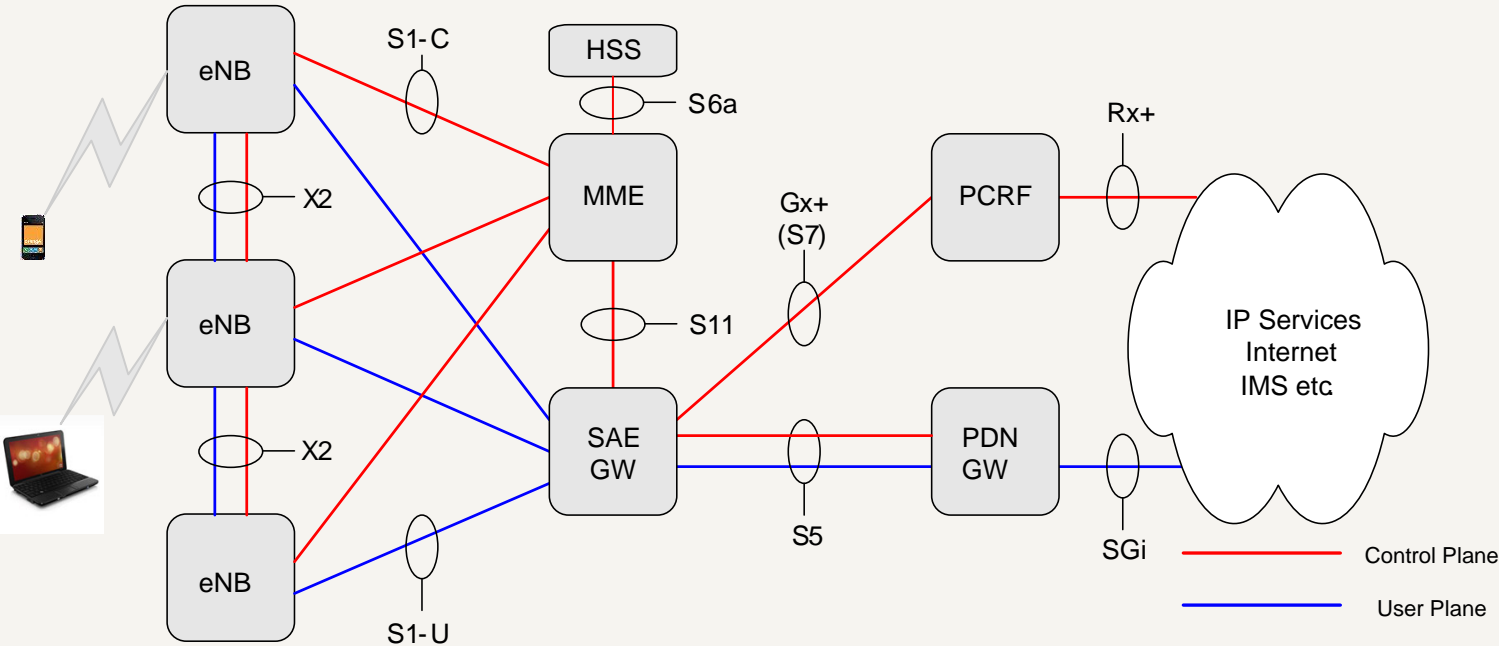 eNB
S1-C
HSS
S6a
Rx+
X2
MME
Gx+
(S7)
PCRF
eNB
S11
IP Services
Internet
IMS etc
X2
SAE
GW
PDN
GW
S5
SGi
Control Plane
eNB
User Plane
S1-U